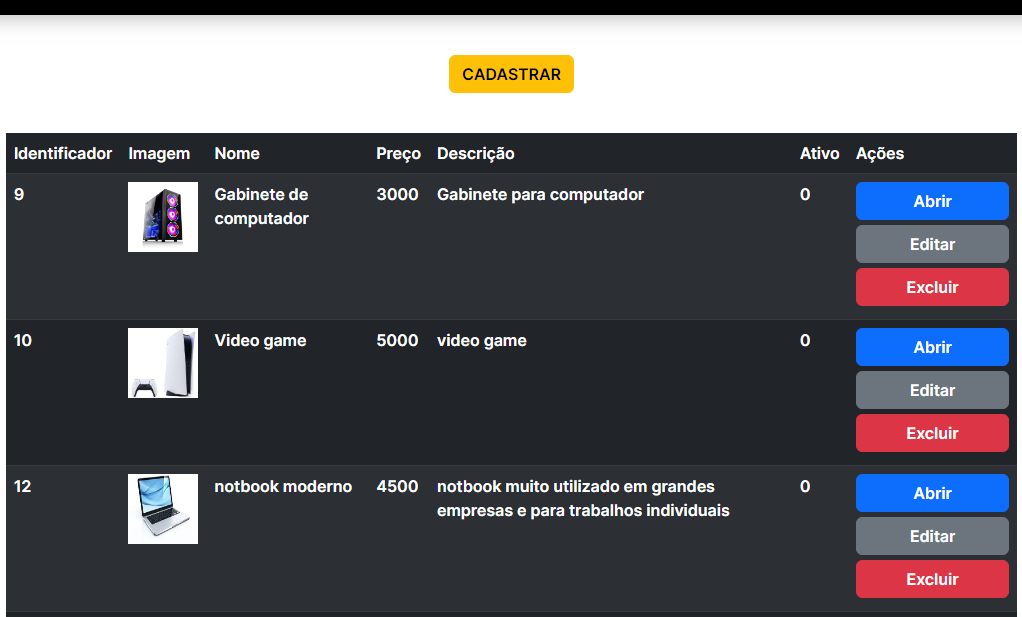 CADASTRAR
Identificador Imagem Nome Preço Descrição Ativo Ações
9 Gabinete de 3000 Gabinete para computador 0 Abrir
computador
Editar
Excluir
10 Video game 5000 video game 0 Abrir
Editar
Excluir
12 notbook moderno 4500 notbook muito utilizado em grandes 0 Abrir
empresas e para trabalhos individuais
Editar
Excluir